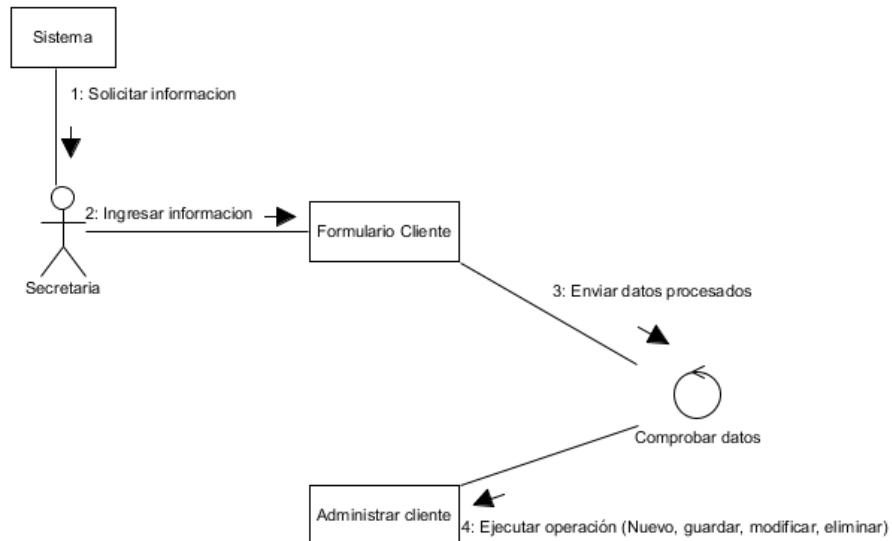 Sistema
1: Solicitar informacion
2: Ingresar informacion
Formulario Cliente
Secretaria
3: Enviar datos procesados
Comprobar datos
Administrar cliente
4: Ejecutar operación (Nuevo, guardar, modificar, eliminar)